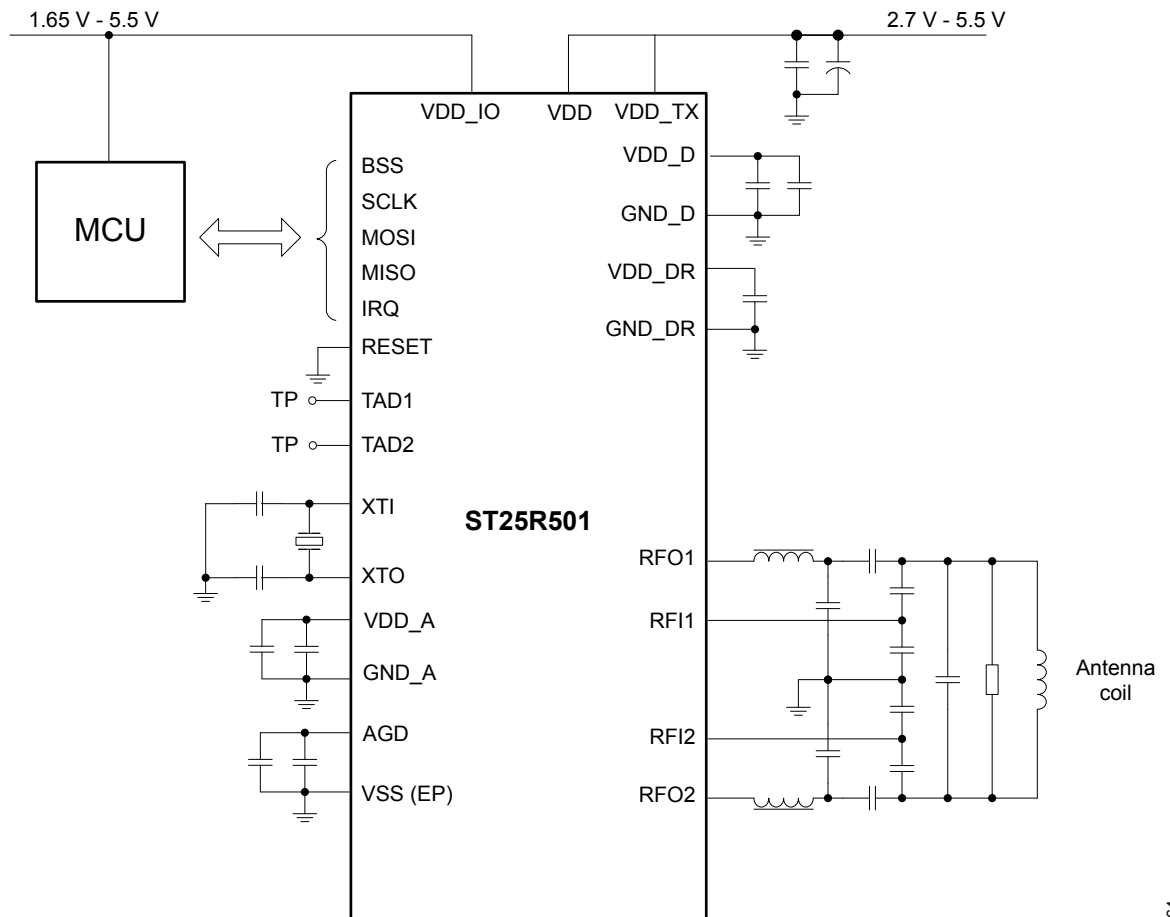 1.65 V - 5.5 V
2.7 V - 5.5 V
VDD_IO
VDD
VDD_TX
MCU
BSS
SCLK
MOSI
MISO
IRQ
RESET
TP
TAD1
TP
TAD2
XTI
XTO
VDD_A
GND_A
AGD
VSS (EP)
ST25R501
VDD_D
GND_D
VDD_DR
GND_DR
RFO1
RFI1
RFI2
RFO2
Antenna
coil